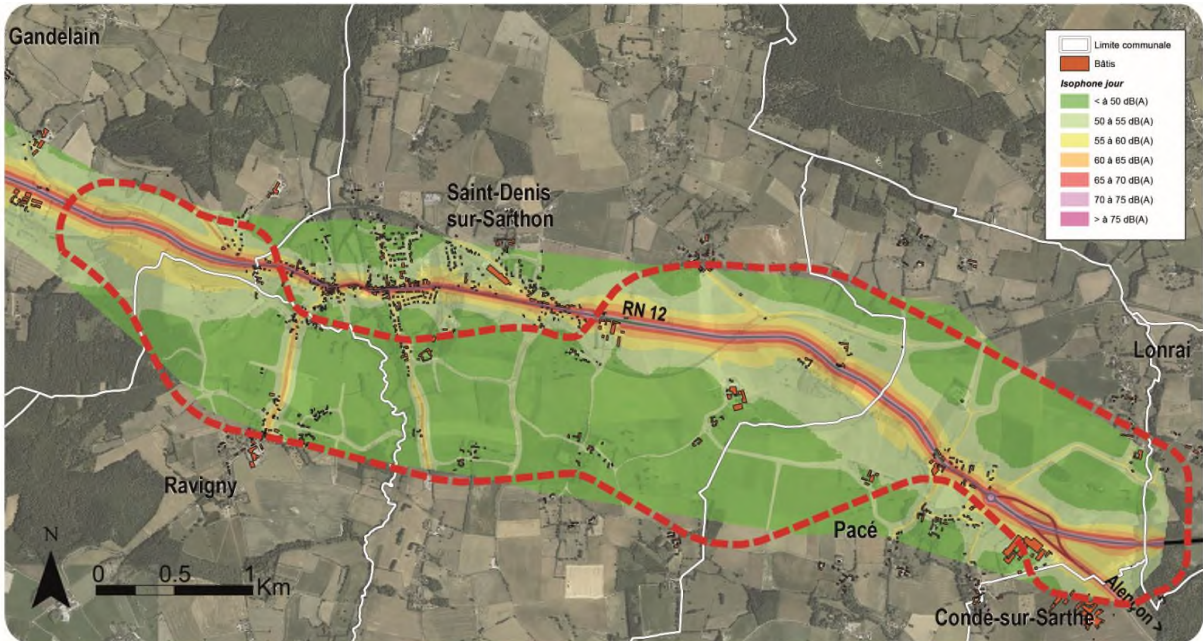 Gandelain
Limite communale
Bâtis
Isophone jour
< à 50 dB(A)
50 à 55 dB(A)
55 à 60 dB(A)
60 à 65 dB(A)
65 à 70 dB(A)
70 à 75 dB(A)
> à 75 dB(A)
Saint-Denis
sur-Sarthon
RN 12
Lonrai
Ravigny
Pacé
N
0 0.5 1 Km
Alençon >
Condé-sur-Sarthe